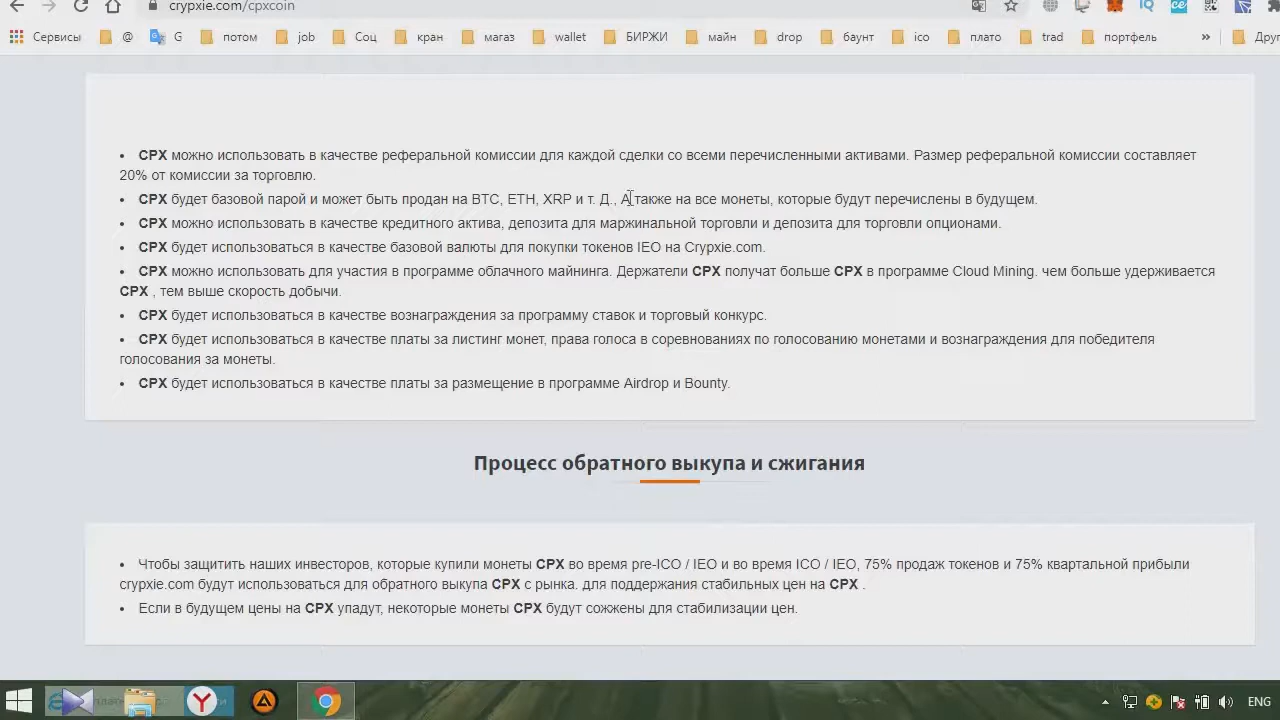 crypxie.com/cpxcoin
Сервисы @ G потом job Соц кран магаз wallet БИРЖИ майн drop баунт ico плато trad портфель » Друг
CPX можно использовать в качестве реферальной комиссии для каждой сделки со всеми перечисленными активами. Размер реферальной комиссии составляет
20% от комиссии за торговлю.
CPX будет базовой парой и может быть продан на BTC, ETH, XRP и т. Д., А также на все монеты, которые будут перечислены в будущем.
CPX можно использовать в качестве кредитного актива, депозита для маржинальной торговли и депозита для торговли опционами.
CPX будет использоваться в качестве базовой валюты для покупки токенов IEO на Crypxie.com.
CPX можно использовать для участия в программе облачного майнинга. Держатели CPX получат больше CPX в программе Cloud Mining. чем больше удерживается
CPX , тем выше скорость добычи.
CPX будет использоваться в качестве вознаграждения за программу ставок и торговый конкурс.
CPX будет использоваться в качестве платы за листинг монет, права голоса в соревнованиях по голосованию монетами и вознаграждения для победителя
голосования за монеты.
CPX будет использоваться в качестве платы за размещение в программе Airdrop и Bounty.
Процесс обратного выкупа и сжигания
Чтобы защитить наших инвесторов, которые купили монеты CPX во время pre-ICO / IEO и во время ICO / IEO, 75% продаж токенов и 75% квартальной прибыли
crypxie.com будут использоваться для обратного выкупа CPX с рынка. для поддержания стабильных цен на CPX .
Если в будущем цены на CPX упадут, некоторые монеты CPX будут сожжены для стабилизации цен.
ENG